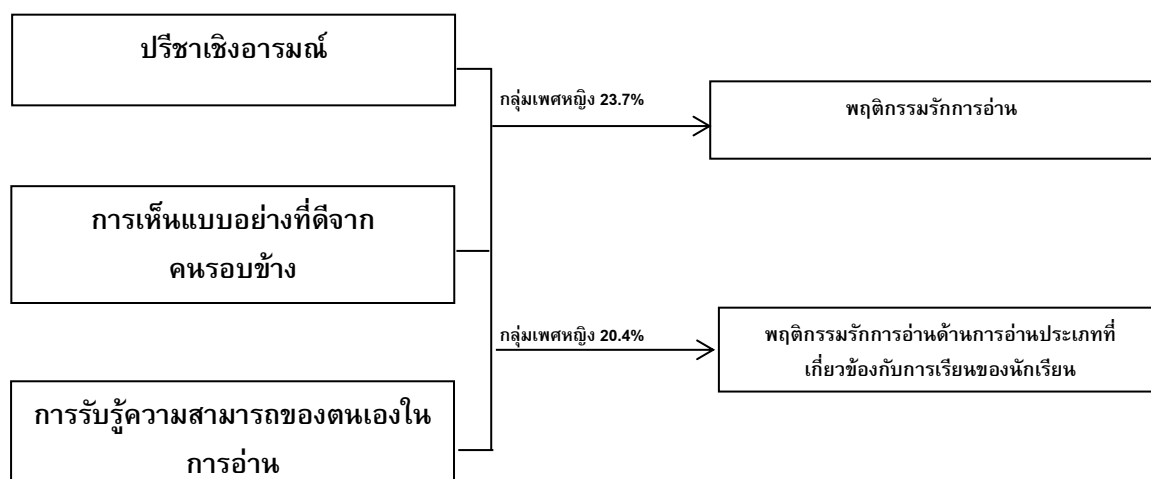 ปรีชาเชิงอารมณ์
กลุ่มเพศหญิง 23.7%
พฤติกรรมรักการอ่าน
การเห็นแบบอย่างที่ดีจาก
คนรอบข้าง
กลุ่มเพศหญิง 20.4%
พฤติกรรมรักการอ่านด้านการอ่านประเภทที่
เกี่ยวข้องกับการเรียนของนักเรียน
การรับรู้ความสามารถของตนเองใน
การอ่าน